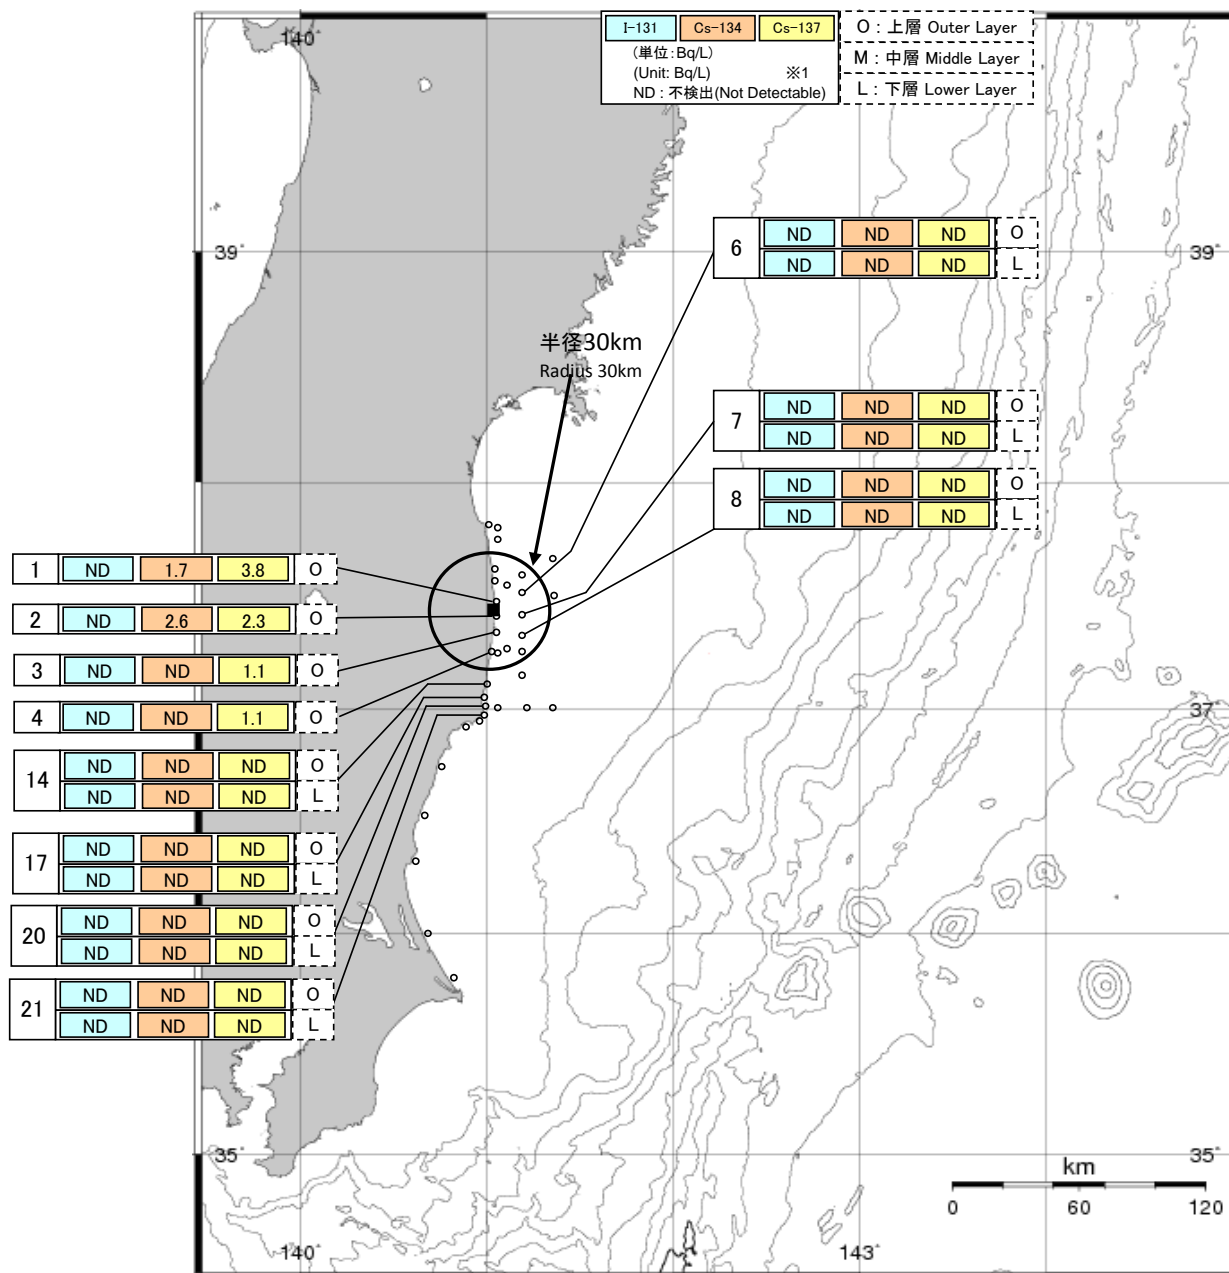 140°
I-131 Cs-134 Cs-137
(単位:Bq/L)
(Unit: Bq/L) ※1
ND : 不検出(Not Detectable)
O : 上層 Outer Layer
M : 中層 Middle Layer
L : 下層 Lower Layer
39° 39°
6 ND ND ND O
ND ND ND L
半径30km
Radius 30km
7 ND ND ND O
ND ND ND L
8 ND ND ND O
ND ND ND L
1 ND 1.7 3.8 O
2 ND 2.6 2.3 O
3 ND ND 1.1 O
4 ND ND 1.1 O
37°
14 ND ND ND O
ND ND ND L
17 ND ND ND O
ND ND ND L
20 ND ND ND O
ND ND ND L
21 ND ND ND O
ND ND ND L
35° 35°
km
0 60 120
140° 143°